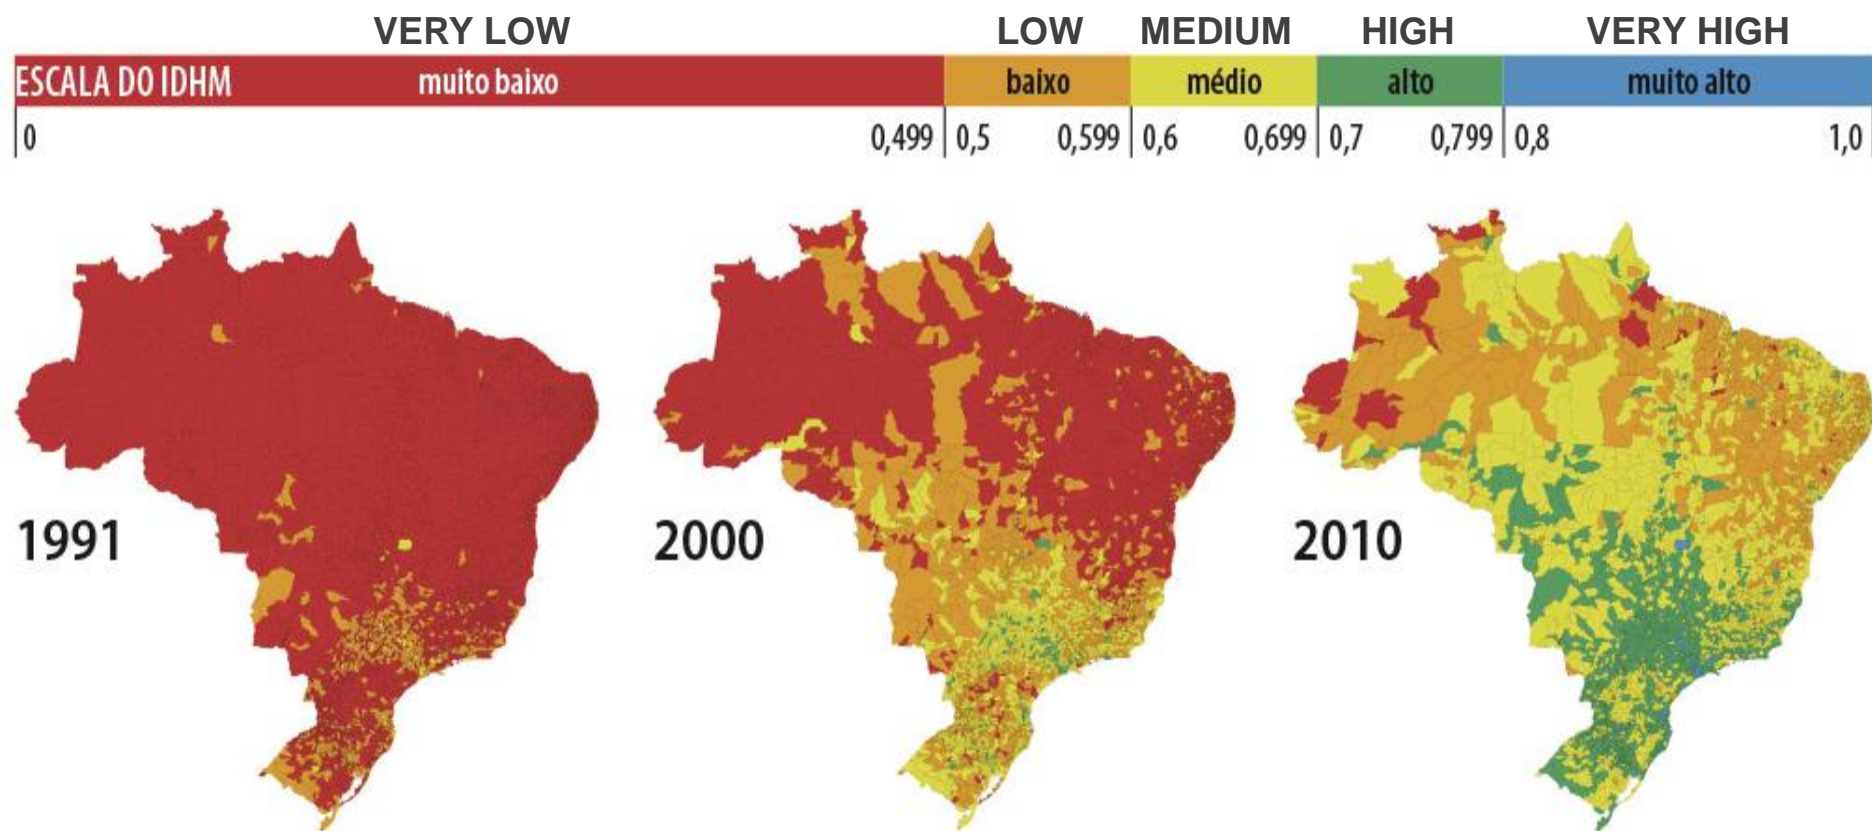 VERY LOW LOW MEDIUM HIGH VERY HIGH
ESCALA DO IDHM muito baixo baixo médio alto muito alto
0 0,499 0,5 0,599 0,6 0,699 0,7 0,799 0,8 1,0
1991 2000 2010